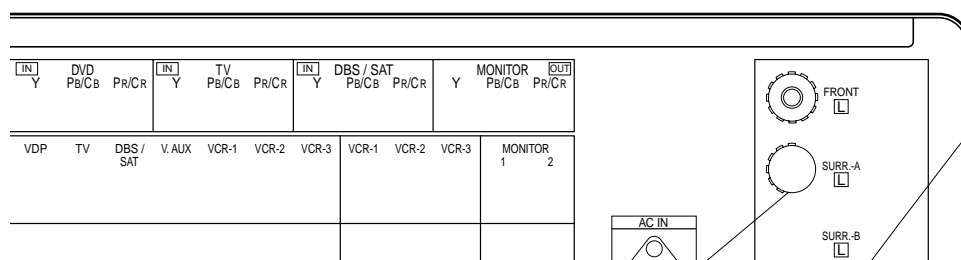 IN DVD IN TV IN DBS / SAT MONITOR OUT
Y PB/CB PR/CR Y PB/CB PR/CR Y PB/CB PR/CR Y PB/CB PR/CR
FRONT
L
VDP TV DBS / V. AUX VCR-1 VCR-2 VCR-3 VCR-1 VCR-2 VCR-3 MONITOR
SAT 1 2
SURR.-A
L
AC IN
SURR.-B
L